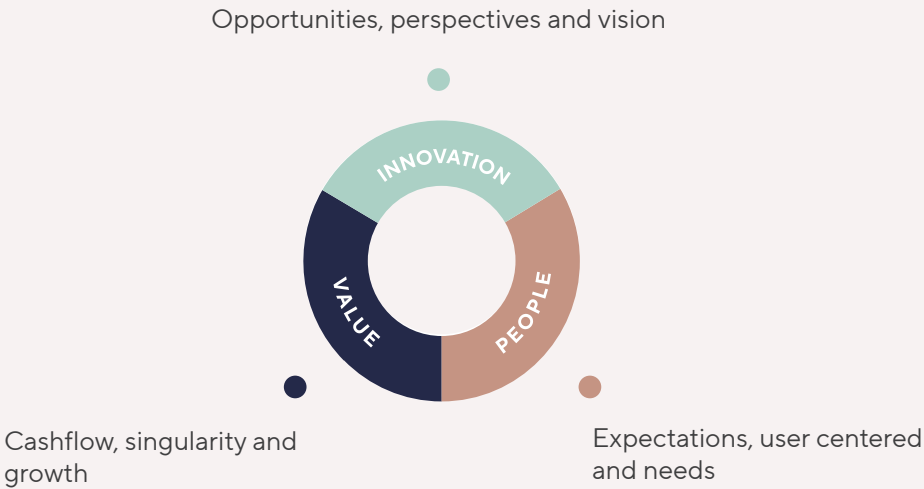 Opportunities, perspectives and vision
INNOVATION
VALUE
PEOPLE
Cashflow, singularity and
growth
Expectations, user centered
and needs